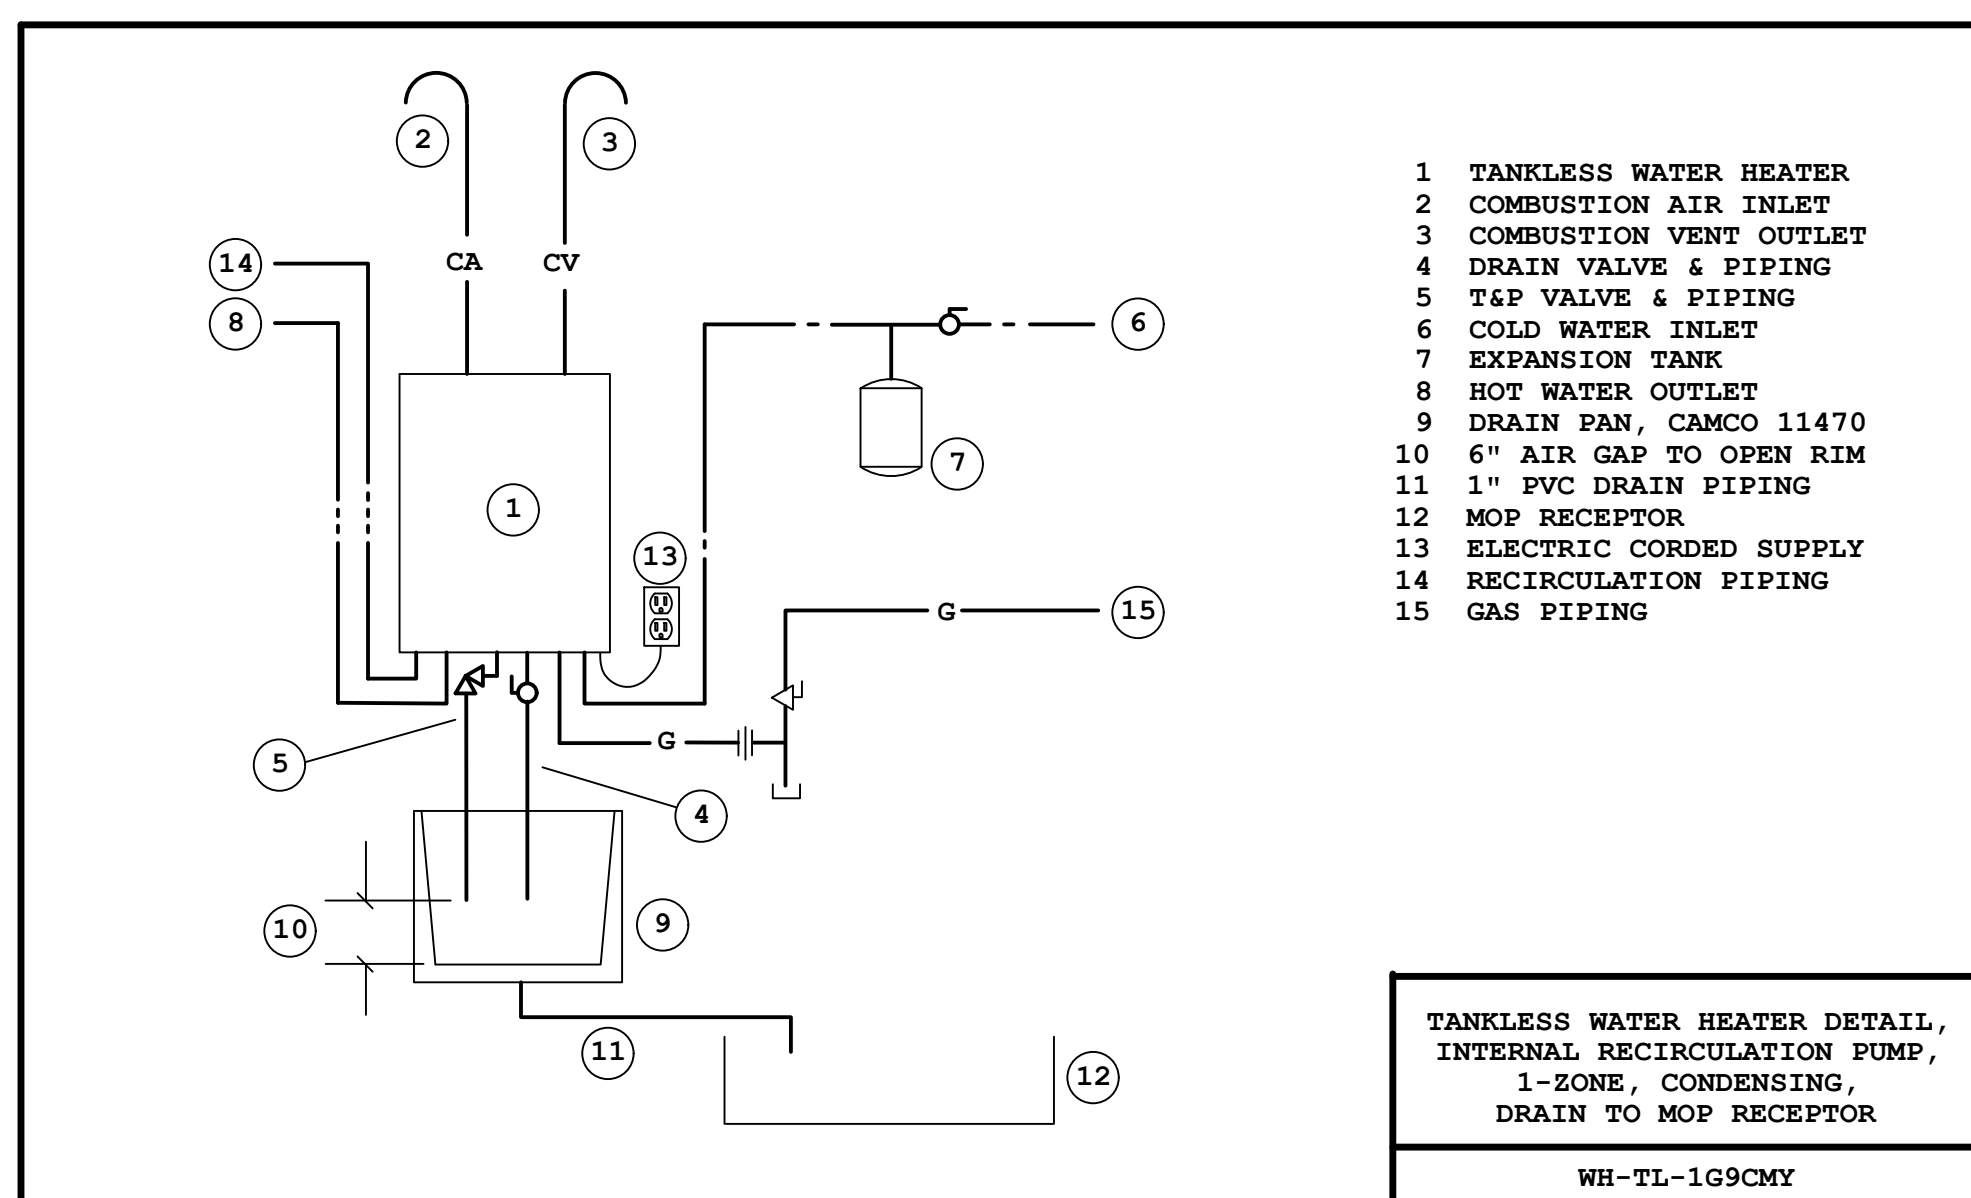 2
3
14
CA
CV
8
6
7
1
13
G
15
G
5
4
10
9
11
12
1 TANKLESS WATER HEATER
2 COMBUSTION AIR INLET
3 COMBUSTION VENT OUTLET
4 DRAIN VALVE & PIPING
5 T&P VALVE & PIPING
6 COLD WATER INLET
7 EXPANSION TANK
8 HOT WATER OUTLET
9 DRAIN PAN, CAMCO 11470
10 6" AIR GAP TO OPEN RIM
11 1" PVC DRAIN PIPING
12 MOP RECEPTOR
13 ELECTRIC CORDED SUPPLY
14 RECIRCULATION PIPING
15 GAS PIPING
TANKLESS WATER HEATER DETAIL,
INTERNAL RECIRCULATION PUMP,
1-ZONE, CONDENSING,
DRAIN TO MOP RECEPTOR
WH-TL-1G9CMY